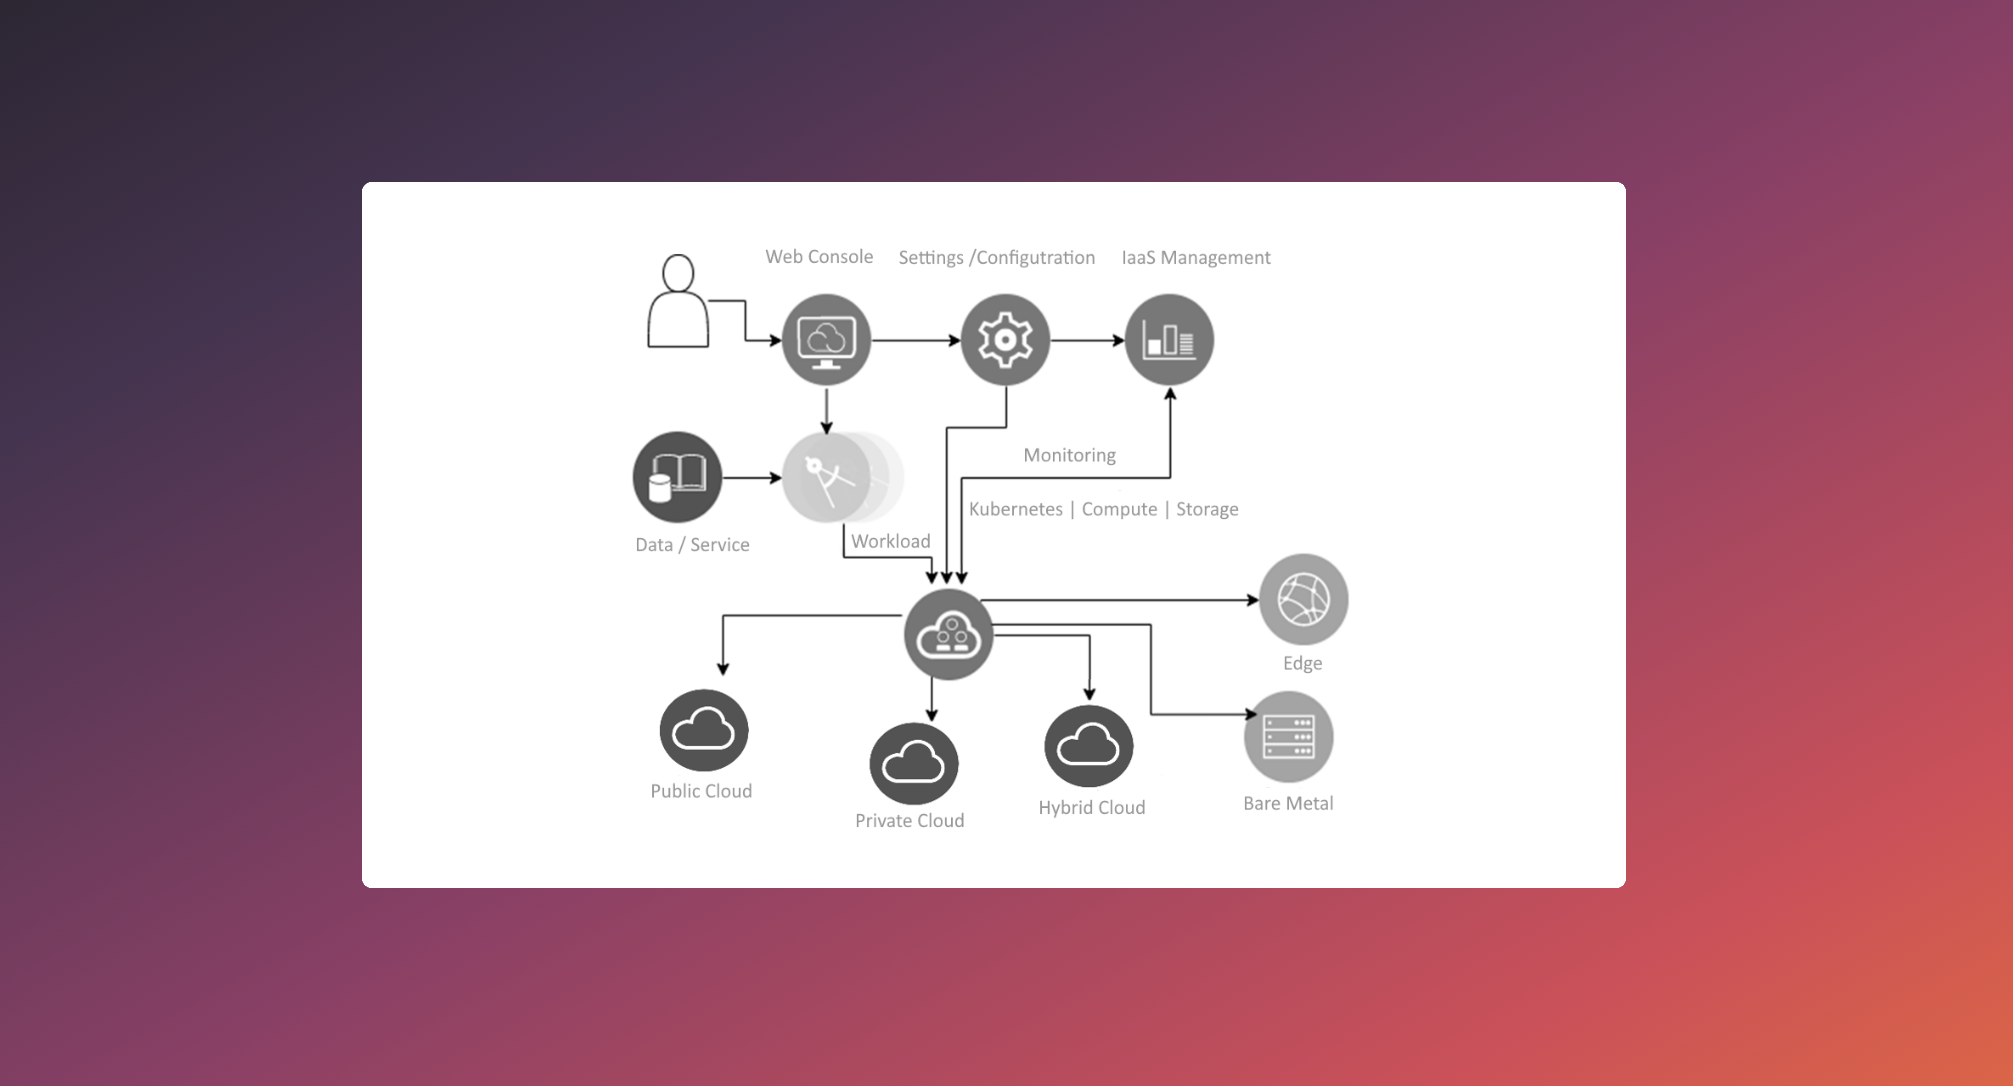 Web Console
Settings /Configutration
IaaS Management
Monitoring
Kubernetes | Compute | Storage
Data / Service
Workload
Edge
Public Cloud
Private Cloud
Hybrid Cloud
Bare Metal